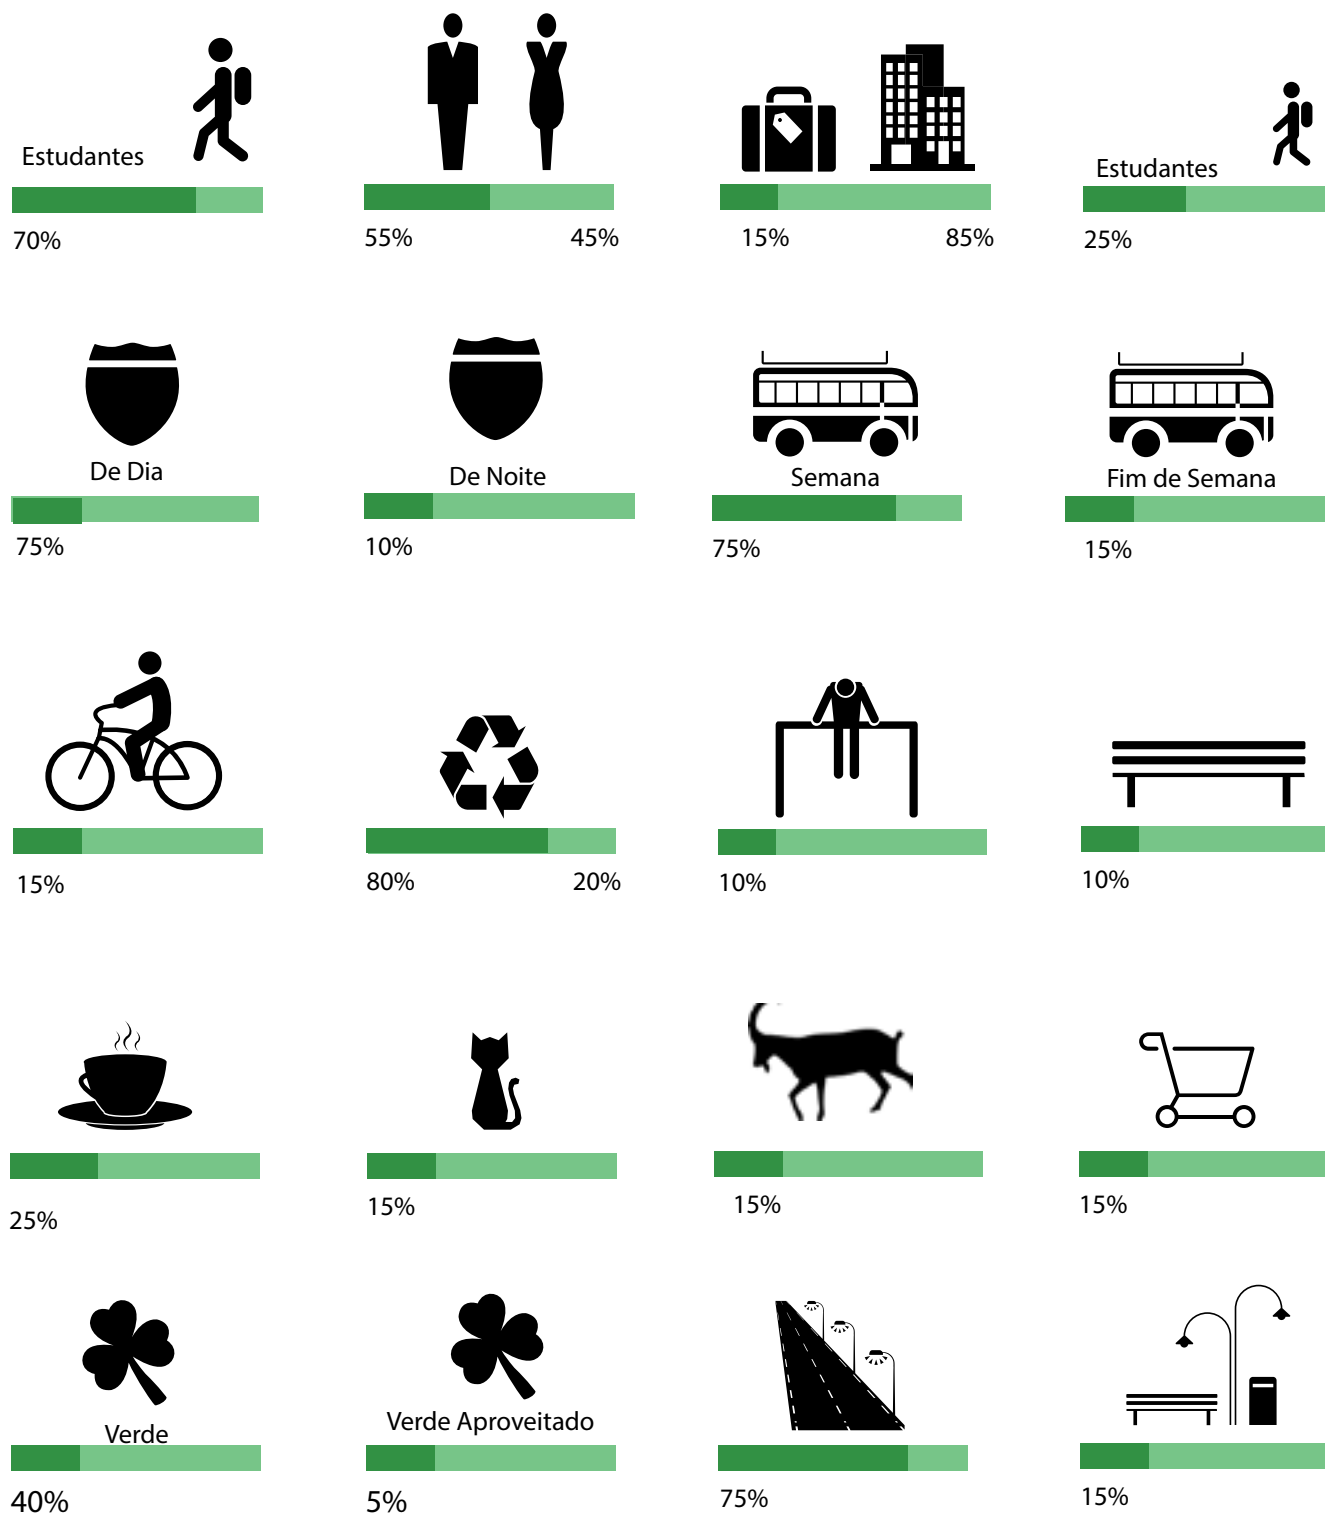 Estudantes
70%
55% 45%
15% 85%
Estudantes
25%
De Dia
75%
De Noite
10%
Semana
75%
Fim de Semana
15%
15%
80% 20%
10%
10%
25%
15%
15%
15%
Verde
40%
Verde Aproveitado
5%
75%
15%